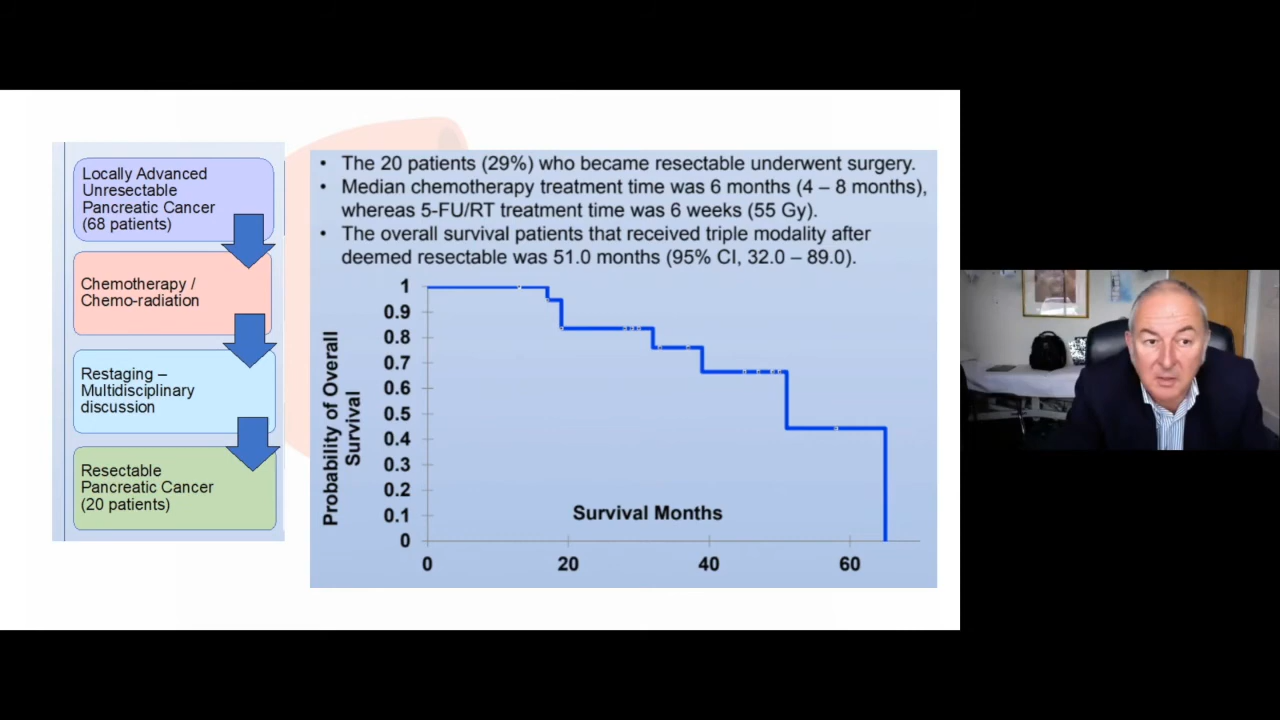 Locally Advanced
Unresectable
Pancreatic Cancer
(68 patients)
Chemotherapy /
Chemo-radiation
Restaging –
Multidisciplinary
discussion
Resectable
Pancreatic Cancer
(20 patients)
• The 20 patients (29%) who became resectable underwent surgery.
• Median chemotherapy treatment time was 6 months (4 – 8 months),
whereas 5-FU/RT treatment time was 6 weeks (55 Gy).
• The overall survival patients that received triple modality after
deemed resectable was 51.0 months (95% CI, 32.0 – 89.0).
Probability of Overall
Survival
1
0.9
0.8
0.7
0.6
0.5
0.4
0.3
0.2
0.1
0
Survival Months
0 20 40 60